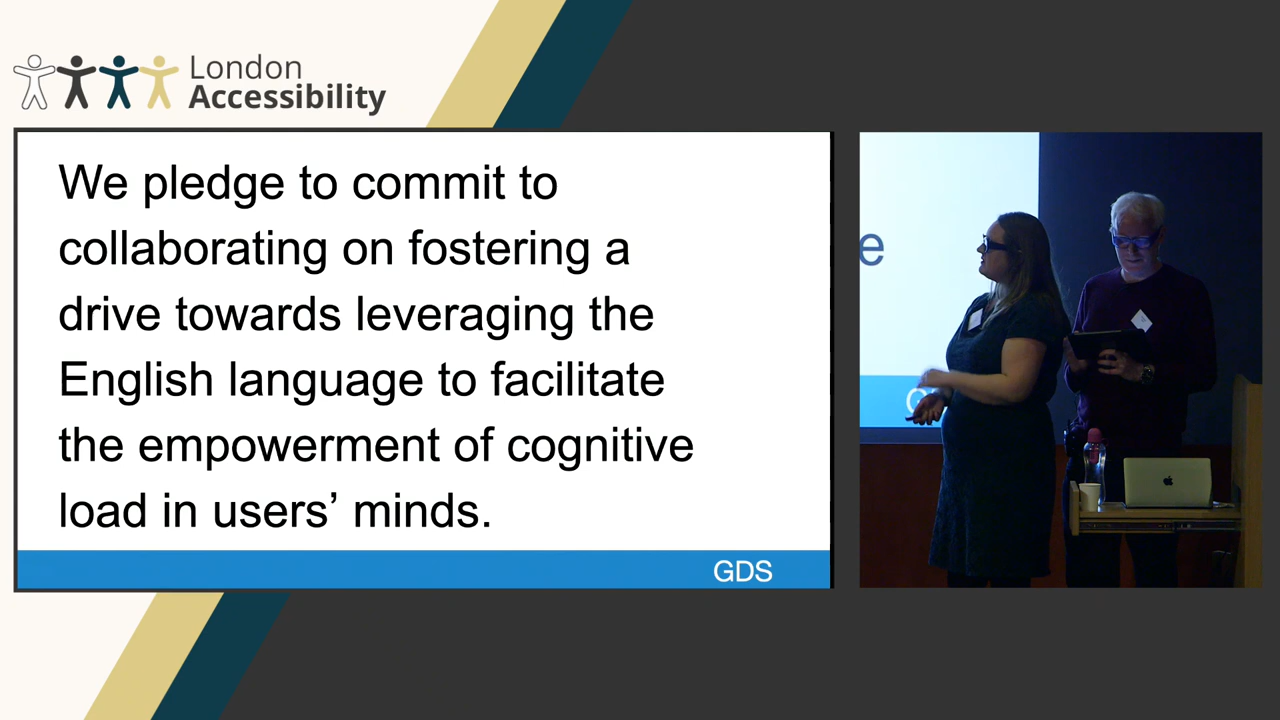 London
Accessibility
We pledge to commit to
collaborating on fostering a
drive towards leveraging the
English language to facilitate
the empowerment of cognitive
load in users’ minds.
GDS
e
G